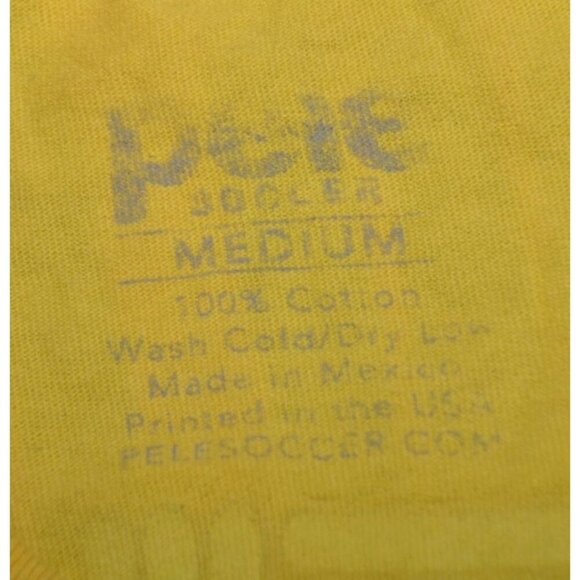 pele
SOCCER
MEDIUM
100% Cotton
Wash Cold/Dry Low
Made in Mexico
Printed in the USA
PELESOCCER.COM